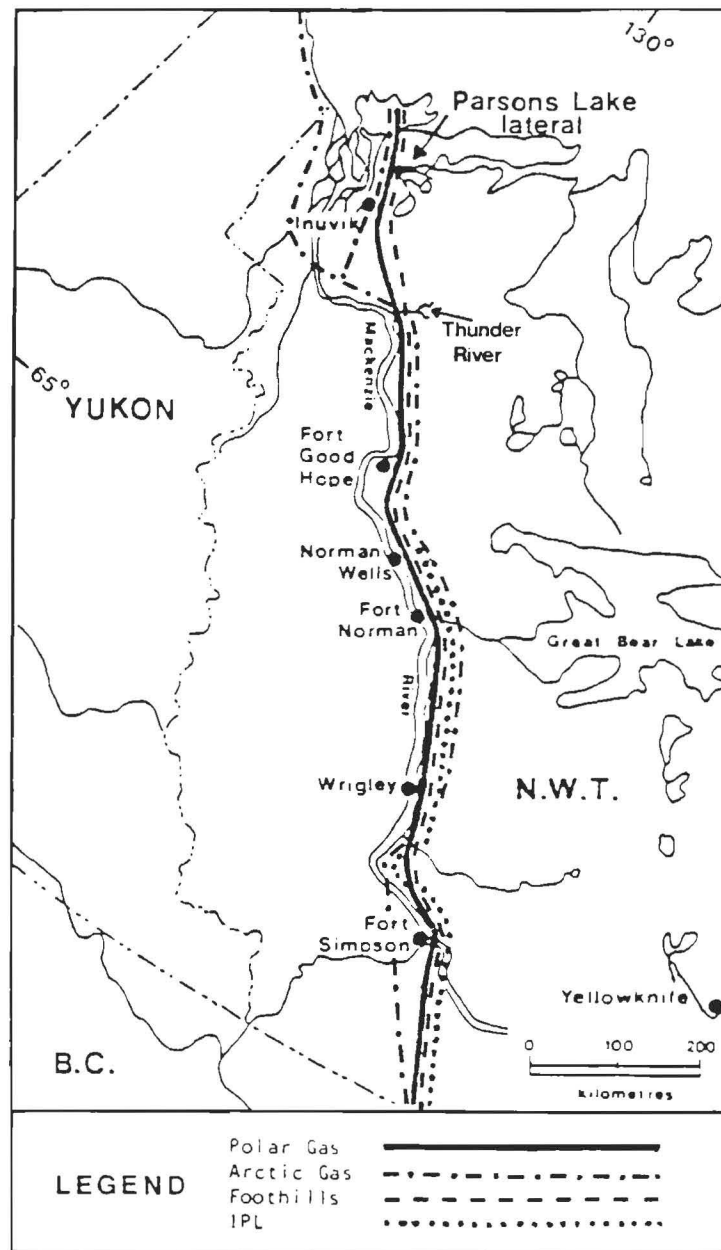 130°
Parsons Lake
lateral
Inuvik
Thunder
River
Mackenzie
65°
YUKON
Fort
Good
Hope
Norman
Wells
Fort
Norman
Great Bear Lake
River
Wrigley
N.W.T.
Fort
Simpson
Yellowknife
B.C.
0 100 200
kilometres
LEGEND
Polar Gas
Arctic Gas
Foothills
IPL